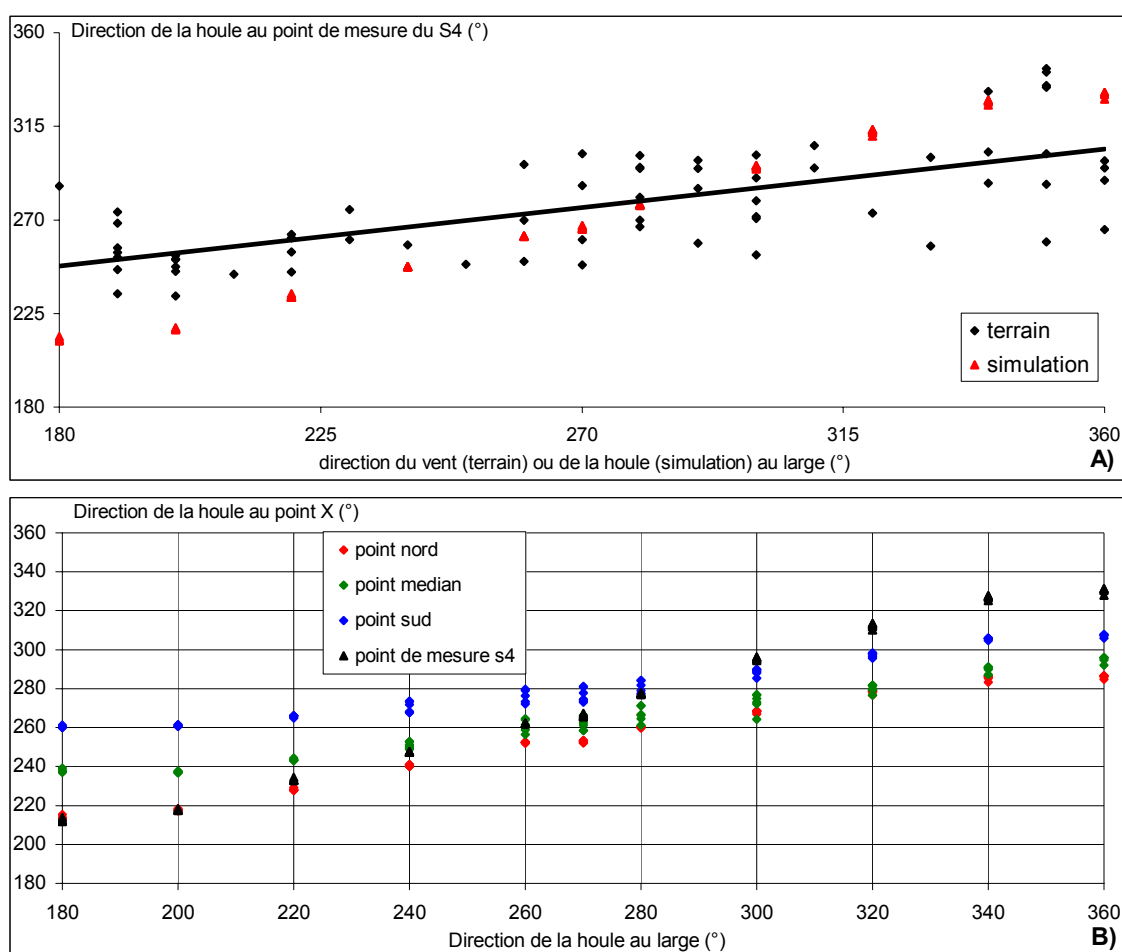 Direction de la houle au point de mesure du S4 (°)
360
315
270
225
180
terrain
simulation
180 225 270 315 360
direction du vent (terrain) ou de la houle (simulation) au large (°)
A)
Direction de la houle au point X (°)
360
340
320
300
280
260
240
220
200
180
point nord
point median
point sud
point de mesure s4
180 200 220 240 260 280 300 320 340 360
Direction de la houle au large (°)
B)